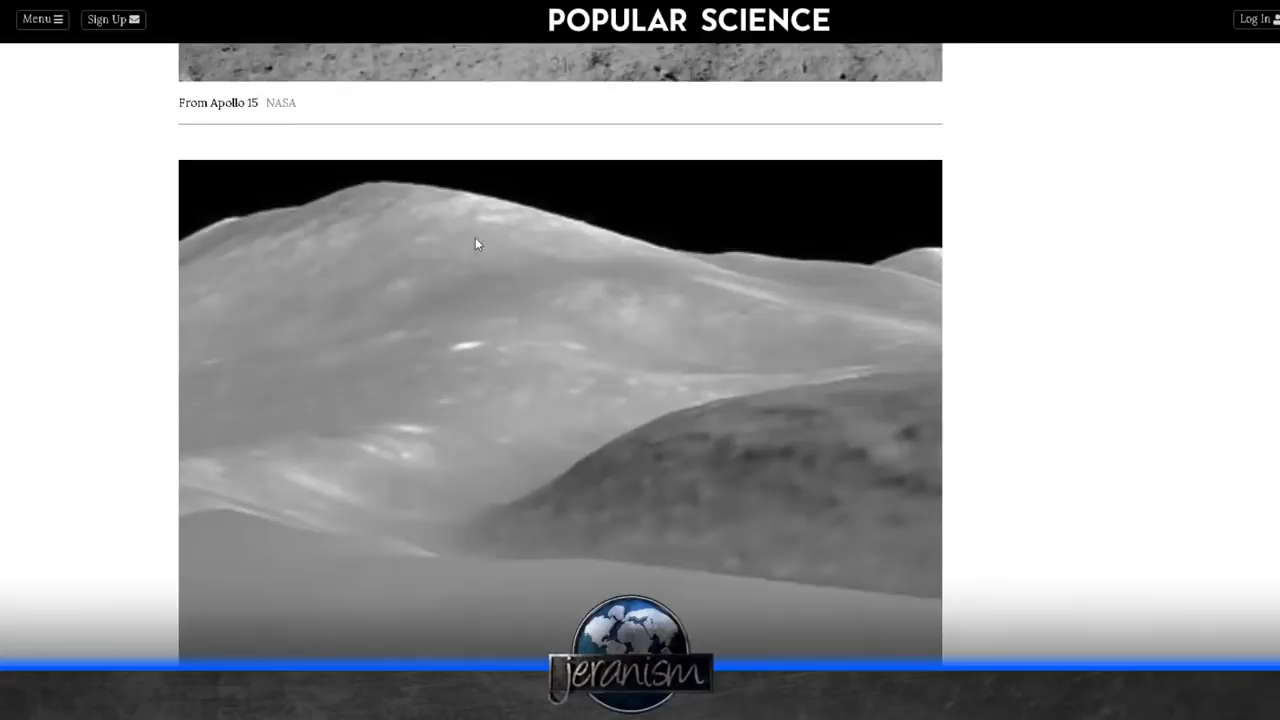 Menu
Sign Up
POPULAR SCIENCE
Log In
From Apollo 15 NASA
jeranism